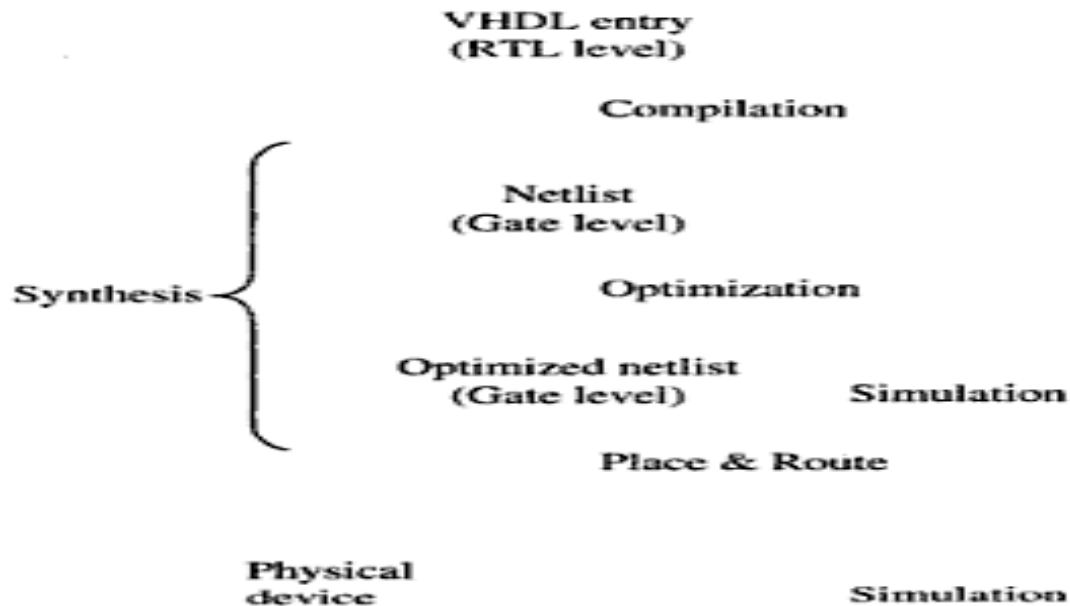 VHDL entry
(RTL level)
Compilation
Netlist
(Gate level)
Synthesis
Optimization
Optimized netlist
(Gate level)
Simulation
Place & Route
Physical
device
Simulation